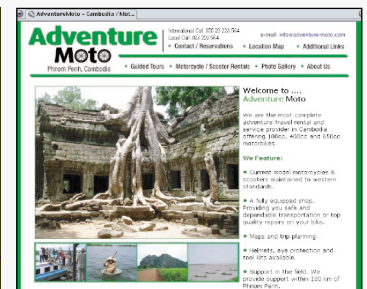 AdventureMoto - Cambodia / Mot...
Adventure
Moto
Phnom Penh, Cambodia
International Call 855 23 223 564
Local Call 023 223 564
e-mail: info@adventure-moto.com
• Contact / Reservations • Location Map • Additional Links
• Guided Tours • Motorcycle / Scooter Rentals • Photo Gallery • About Us
Welcome to ....
Adventure Moto
We are the most complete
adventure travel rental and
service provider in Cambodia
offering 100cc, 400cc and 650cc
motorbikes.
We Feature:
• Current model motorcycles &
scooters maintained to western
standards.
• A fully equipped shop.
Providing you safe and
dependable transportation or top
quality repairs on your bike.
• Maps and trip planning.
• Helmets, eye protection and
tool kits available.
• Support in the field. We
provide support within 100 km of
Phnom Penh.